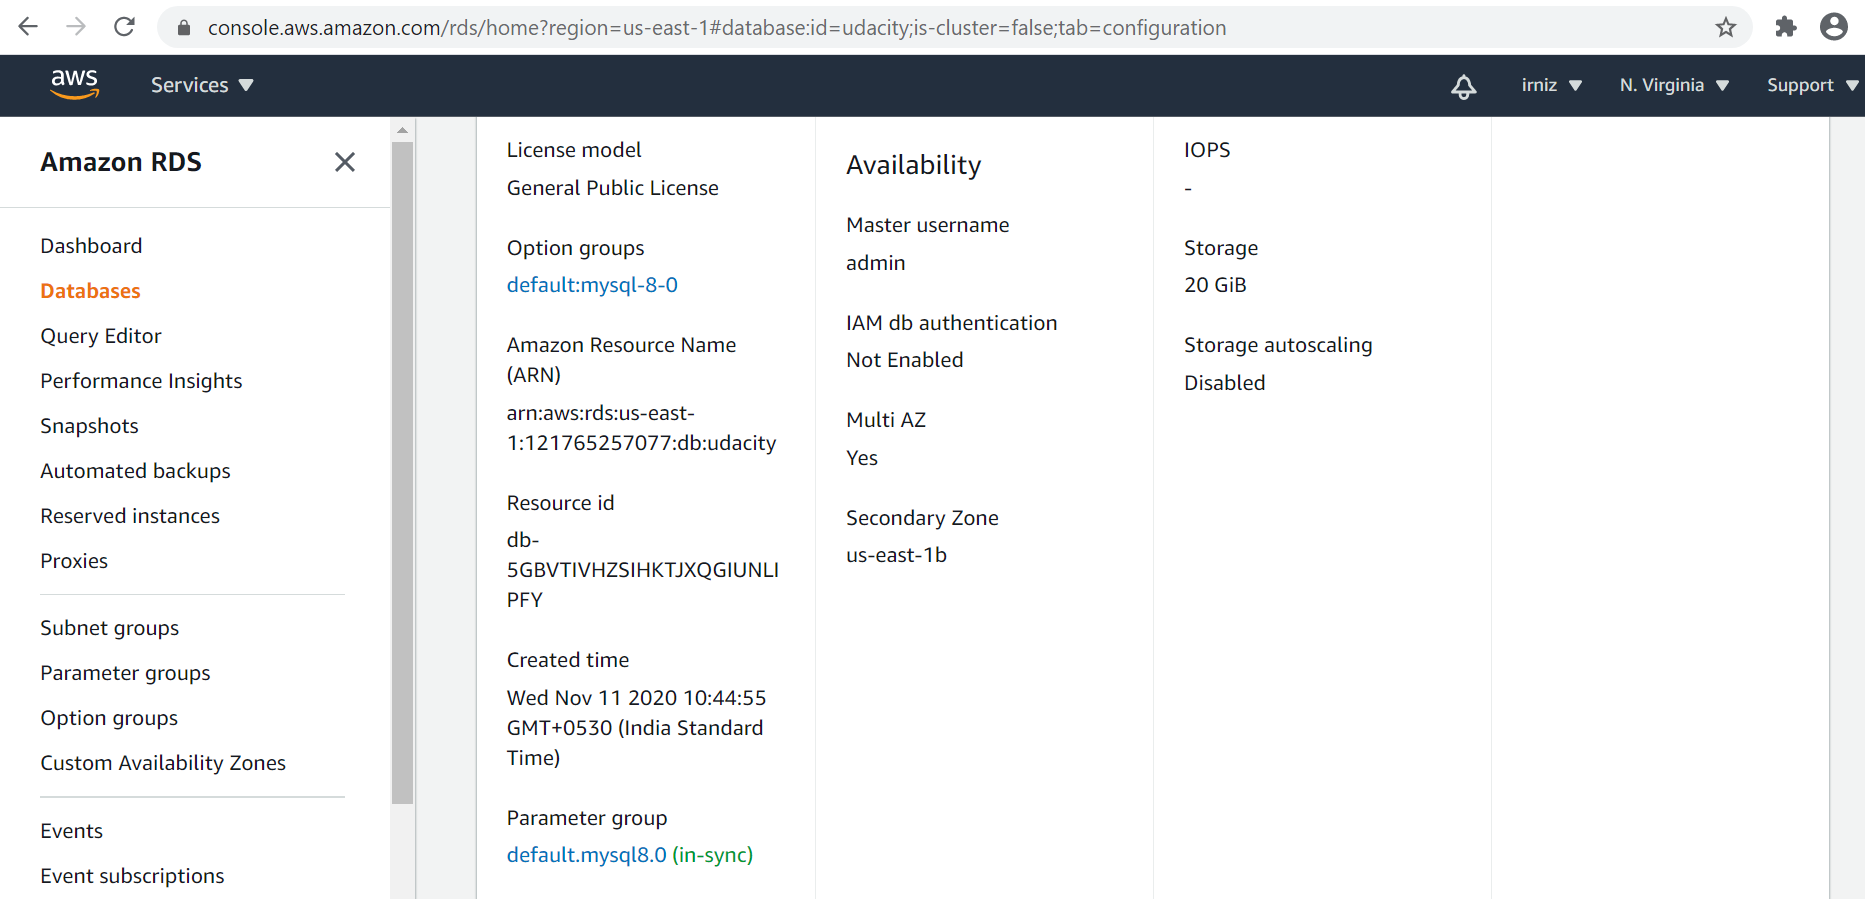 console.aws.amazon.com/rds/home?region=us-east-1#database:id=udacity;is-cluster=false;tab=configuration
aws
Services
irniz
N. Virginia
Support
Amazon RDS
Dashboard
Databases
Query Editor
Performance Insights
Snapshots
Automated backups
Reserved instances
Proxies
Subnet groups
Parameter groups
Option groups
Custom Availability Zones
Events
Event subscriptions
License model
General Public License
Option groups
default:mysql-8-0
Amazon Resource Name
(ARN)
arn:aws:rds:us-east-
1:121765257077:db:udacity
Resource id
db-
5GBVTIVHZSIHKTJXQGIUNLI
PFY
Created time
Wed Nov 11 2020 10:44:55
GMT+0530 (India Standard
Time)
Parameter group
default.mysql8.0 (in-sync)
Availability
Master username
admin
IAM db authentication
Not Enabled
Multi AZ
Yes
Secondary Zone
us-east-1b
IOPS
-
Storage
20 GiB
Storage autoscaling
Disabled